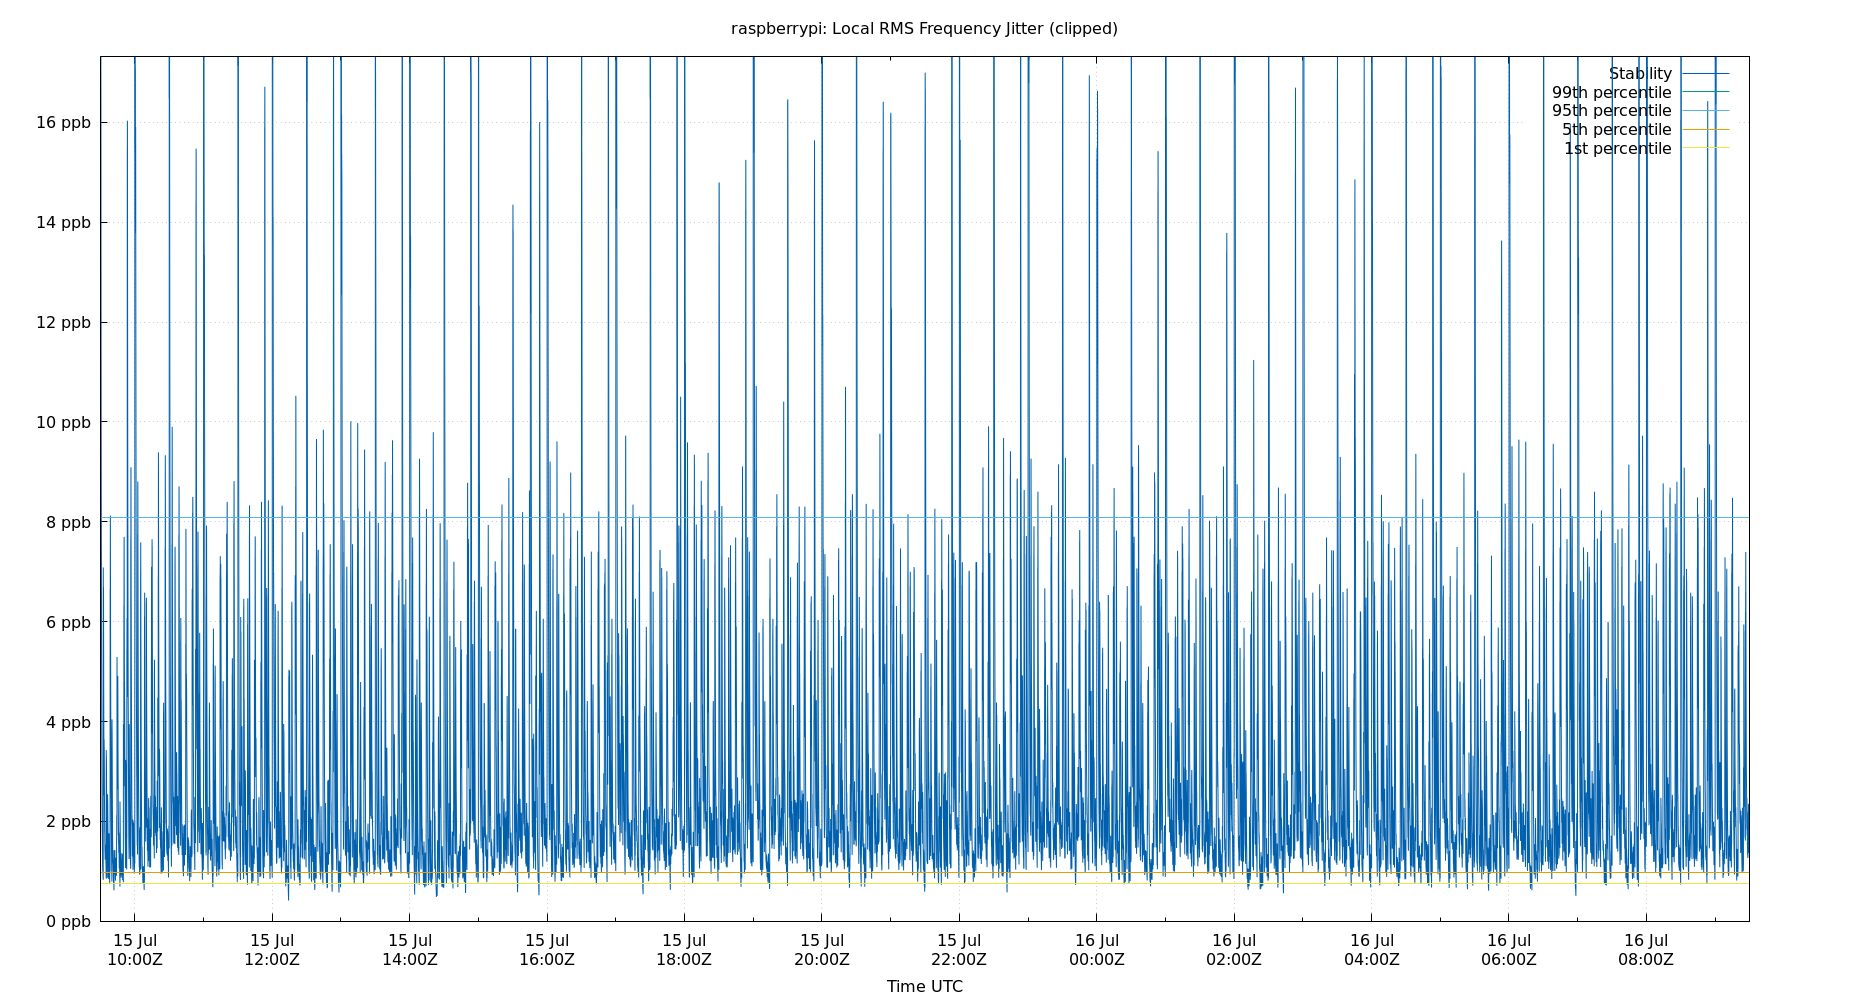 raspberrypi: Local RMS Frequency Jitter (clipped)
Stability
99th percentile
95th percentile
5th percentile
1st percentile
16 ppb
14 ppb
12 ppb
10 ppb
8 ppb
6 ppb
4 ppb
2 ppb
0 ppb
15 Jul 15 Jul 15 Jul 15 Jul 15 Jul 15 Jul 15 Jul 16 Jul 16 Jul 16 Jul 16 Jul 16 Jul
10:00Z 12:00Z 14:00Z 16:00Z 18:00Z 20:00Z 22:00Z 00:00Z 02:00Z 04:00Z 06:00Z 08:00Z
Time UTC